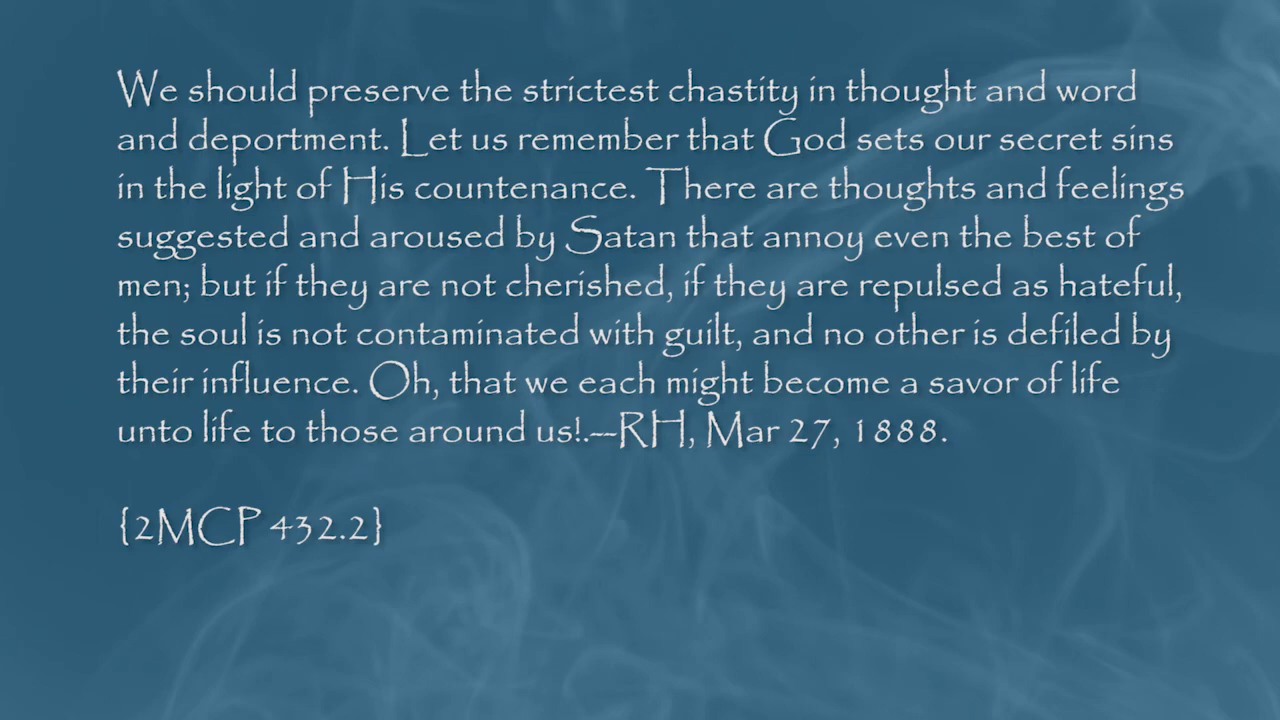 We should preserve the strictest chastity in thought and word
and deportment. Let us remember that God sets our secret sins
in the light of His countenance. There are thoughts and feelings
suggested and aroused by Satan that annoy even the best of
men; but if they are not cherished, if they are repulsed as hateful,
the soul is not contaminated with guilt, and no other is defiled by
their influence. Oh, that we each might become a savor of life
unto life to those around us!.—RH, Mar 27, 1888.
{2MCP 432.2}